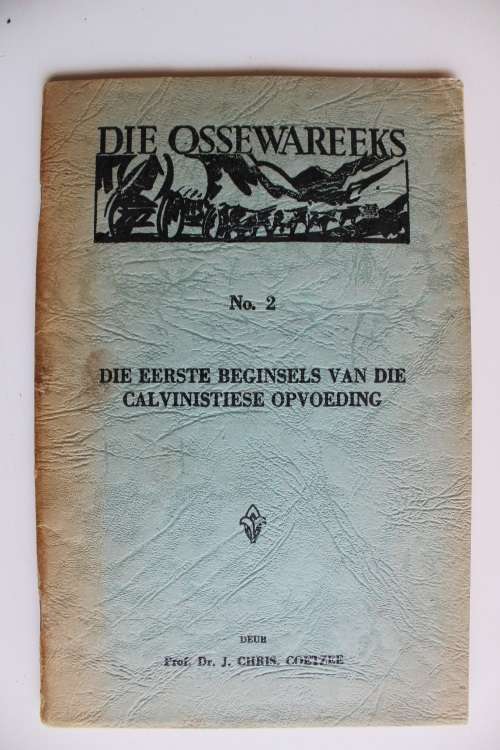 DIE OSSEWAREEKS
No. 2
DIE EERSTE BEGINSELS VAN DIE
CALVINISTIESE OPVOEDING
DEUR
Prof. Dr. J. CHRIS. COETZEE